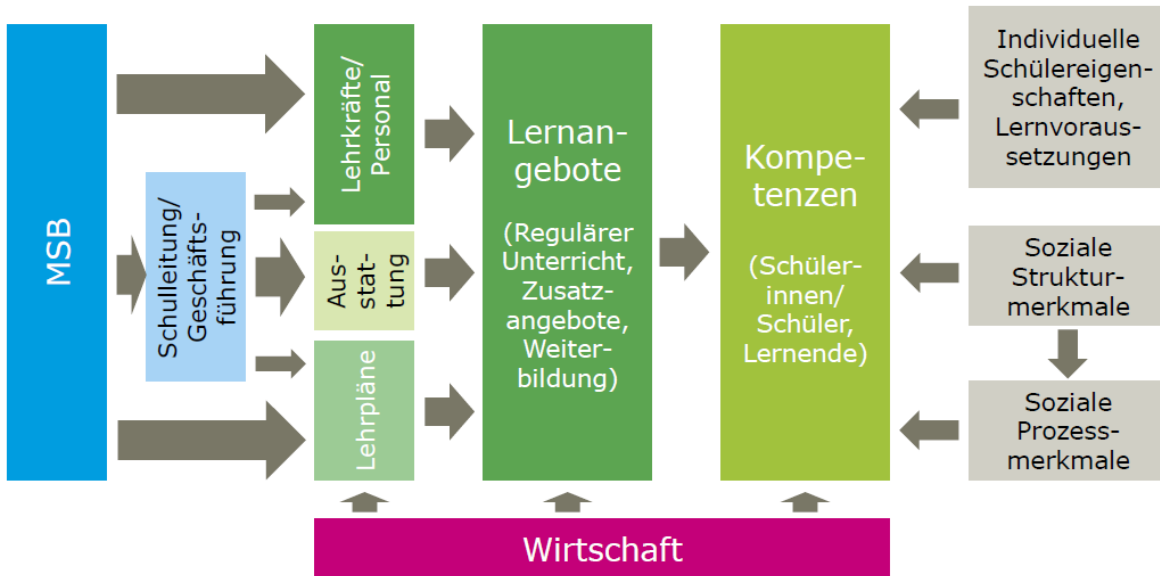 MSB
Schulleitung/
Geschäfts-
führung
Lehrkräfte/
Personal
Aus-
stat-
tung
Lehrpläne
Lernan-
gebote
(Regulärer
Unterricht,
Zusatz-
angebote,
Weiter-
bildung)
Kompe-
tenzen
(Schüler-
innen/
Schüler,
Lernende)
Individuelle
Schülereigen-
schaften,
Lernvoraus-
setzungen
Soziale
Struktur-
merkmale
Soziale
Prozess-
merkmale
Wirtschaft